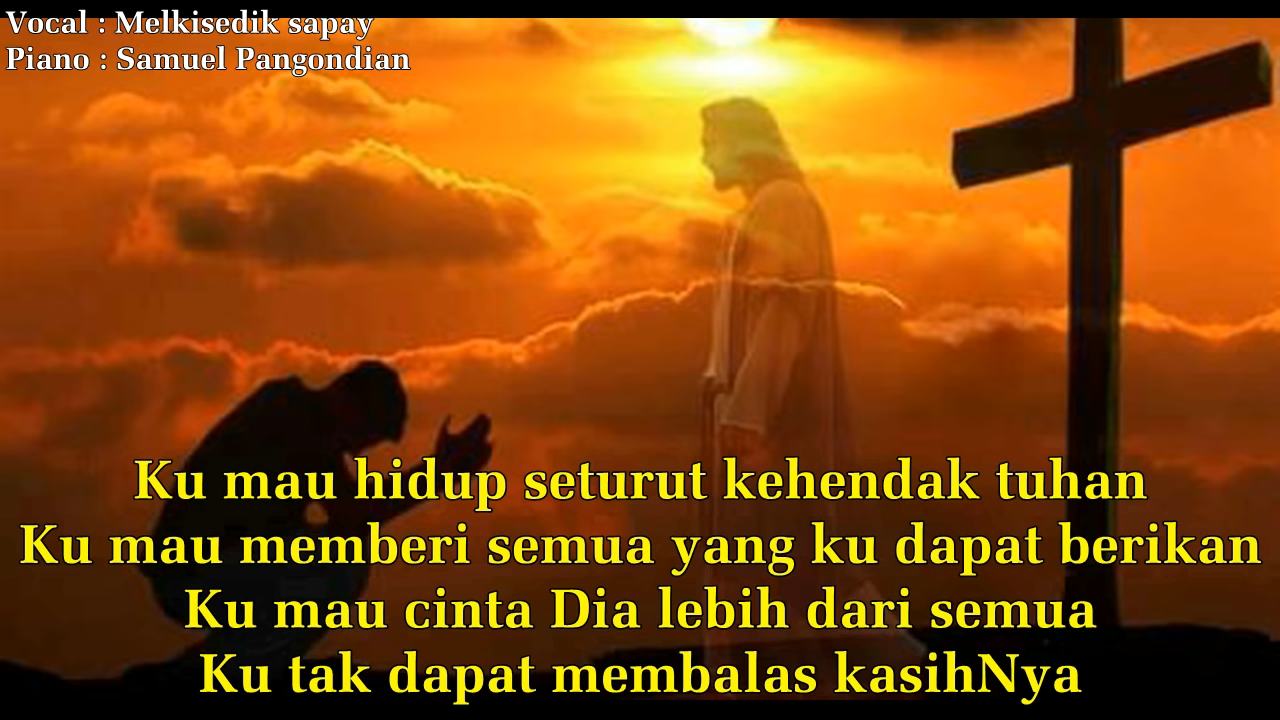 Vocal : Melkisedik sapay
Piano : Samuel Pangondian
Ku mau hidup seturut kehendak tuhan
Ku mau memberi semua yang ku dapat berikan
Ku mau cinta Dia lebih dari semua
Ku tak dapat membalas kasihNya